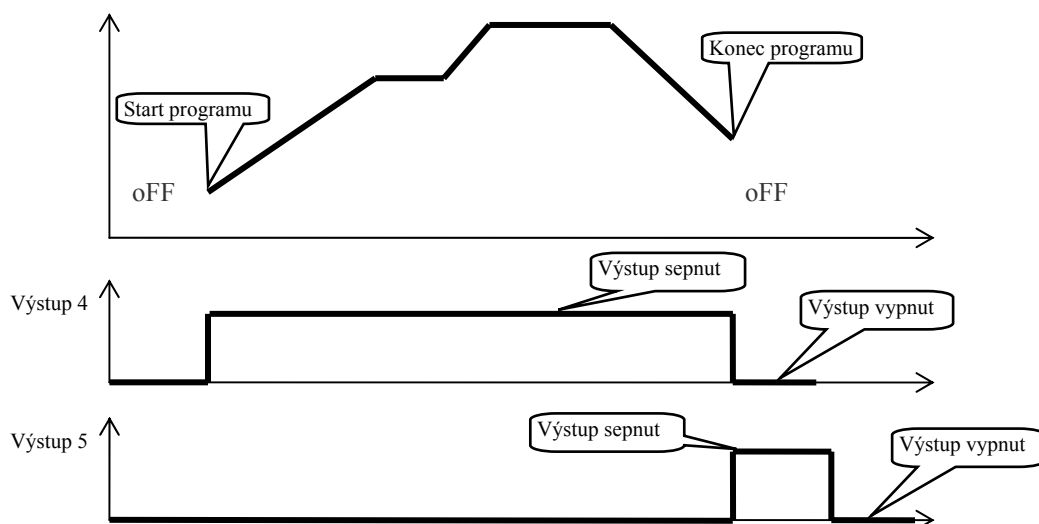 Konec programu
Start programu
oFF
oFF
Výstup sepnut
Výstup 4
Výstup vypnut
Výstup sepnut
Výstup 5
Výstup vypnut